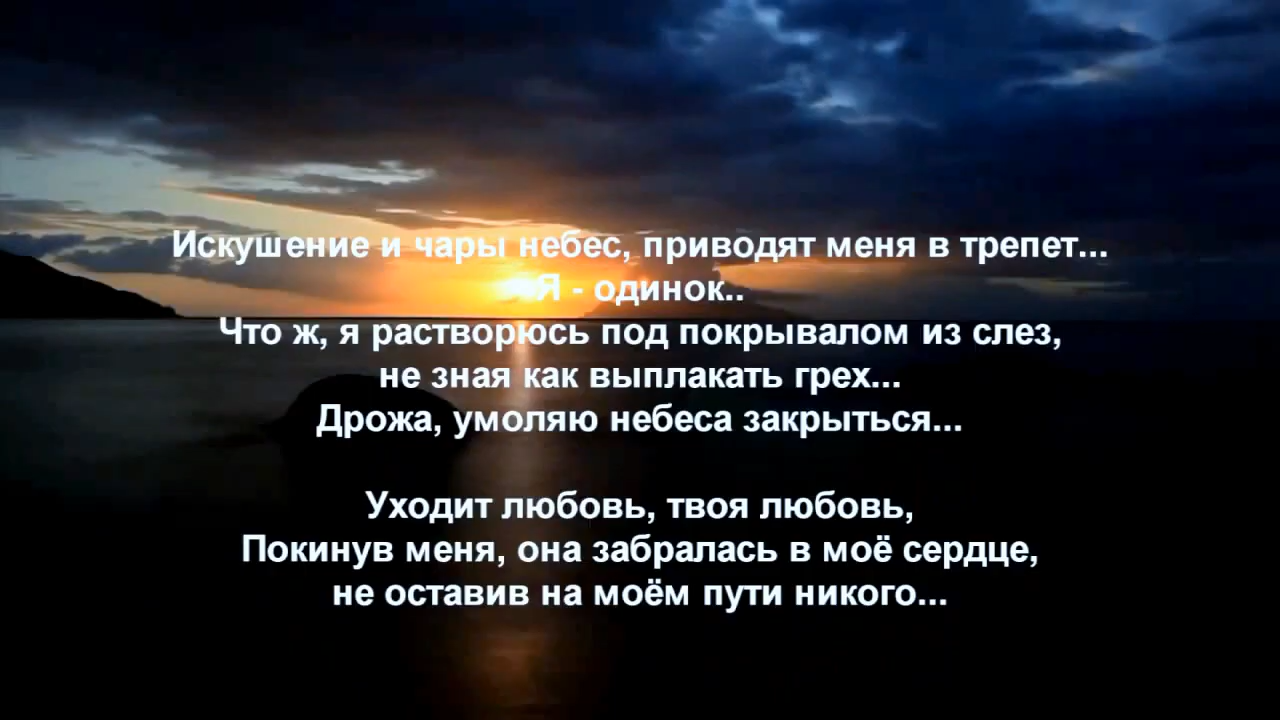 Искушение и чары небес, приводят меня в трепет...
Я - одинок..
Что ж, я растворюсь под покрывалом из слез,
не зная как выплакать грех...
Дрожа, умоляю небеса закрыться...
Уходит любовь, твоя любовь,
Покинув меня, она забралась в моё сердце,
не оставив на моём пути никого...